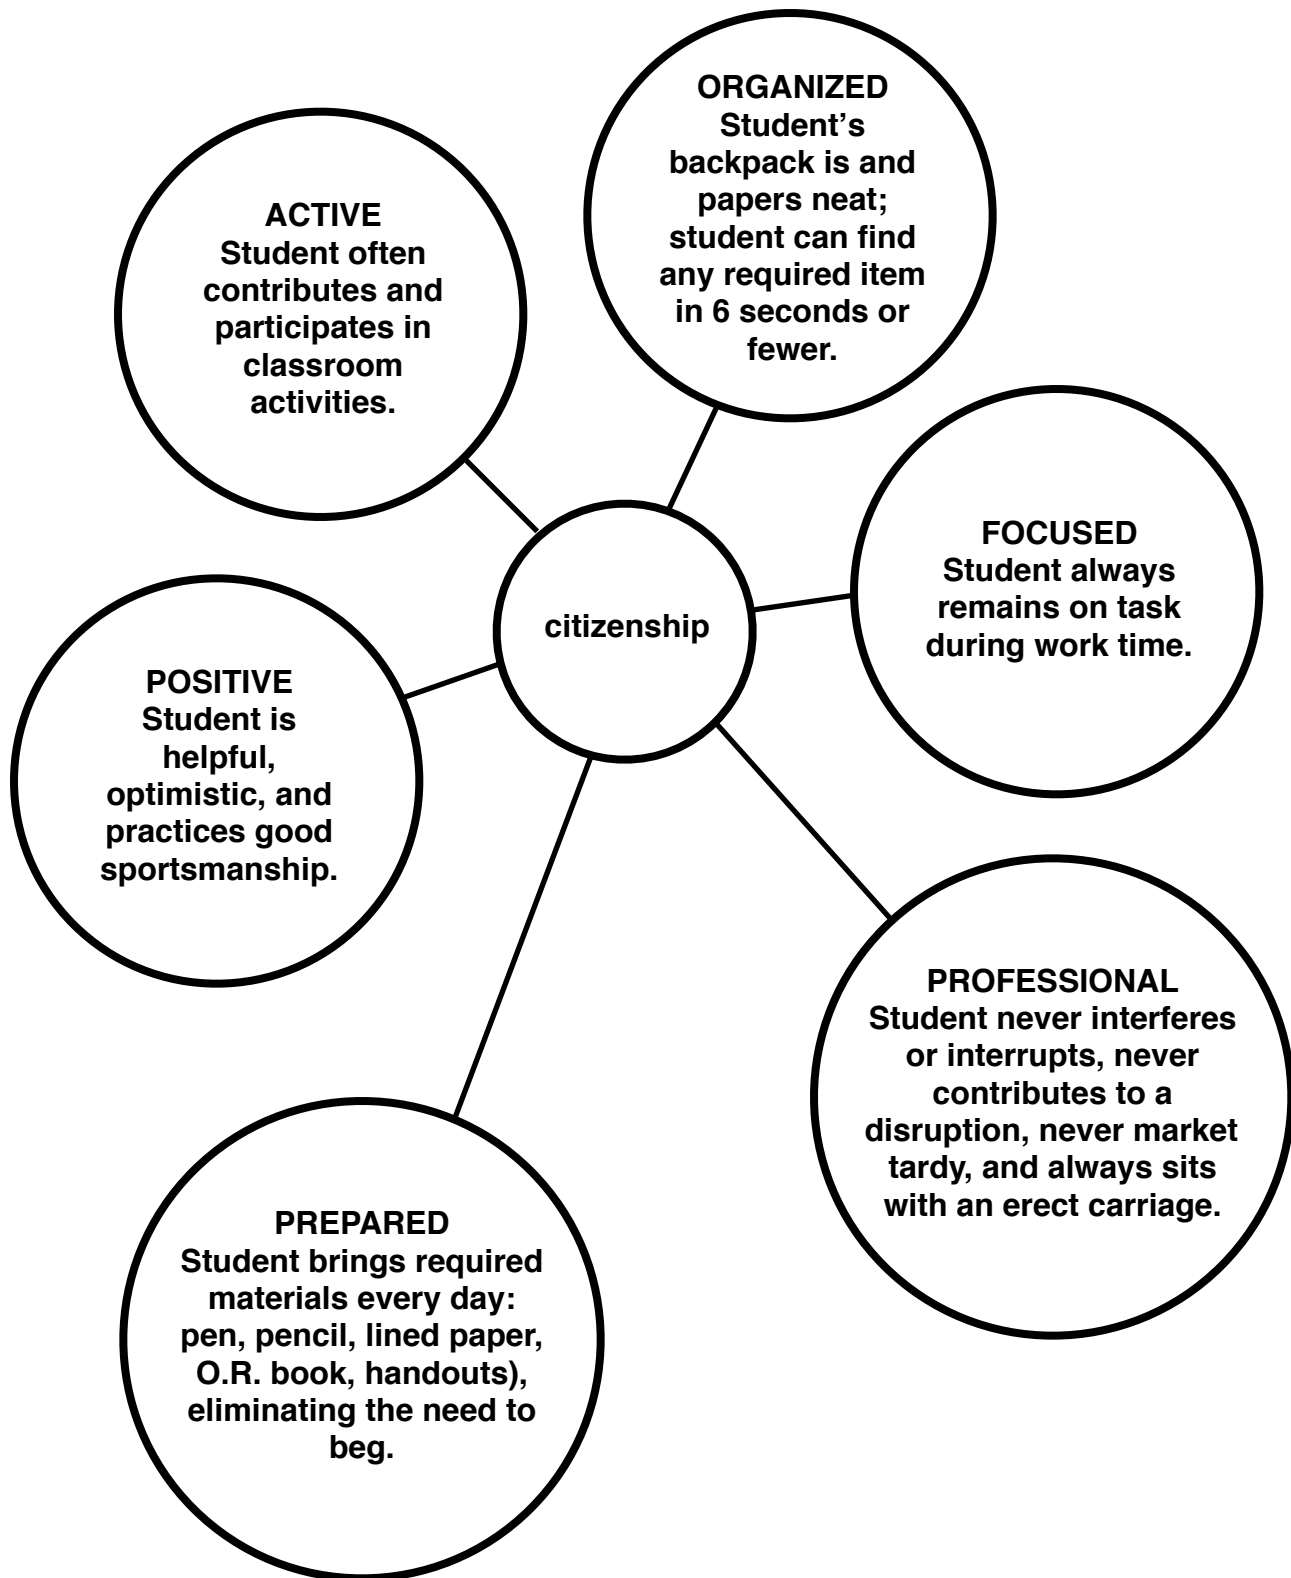 ORGANIZED
Student’s
backpack is and
papers neat;
student can find
any required item
in 6 seconds or
fewer.
ACTIVE
Student often
contributes and
participates in
classroom
activities.
FOCUSED
Student always
remains on task
during work time.
citizenship
POSITIVE
Student is
helpful,
optimistic, and
practices good
sportsmanship.
PROFESSIONAL
Student never interferes
or interrupts, never
contributes to a
disruption, never market
tardy, and always sits
with an erect carriage.
PREPARED
Student brings required
materials every day:
pen, pencil, lined paper,
O.R. book, handouts),
eliminating the need to
beg.